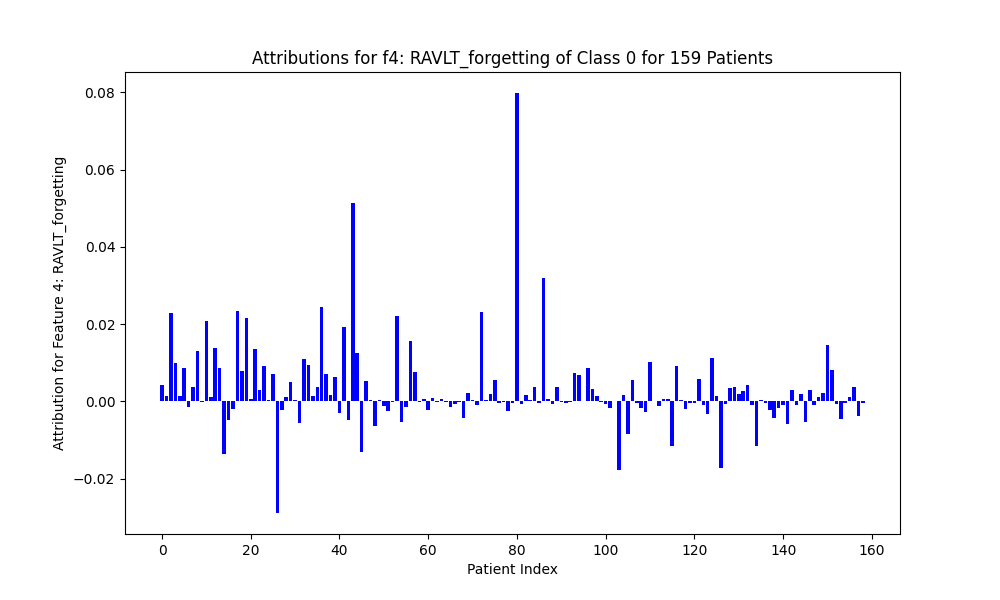 Attributions for f4: RAVLT_forgetting of Class 0 for 159 Patients
Attribution for Feature 4: RAVLT_forgetting
0.08
0.06
0.04
0.02
0.00
−0.02
0 20 40 60 80 100 120 140 160
Patient Index